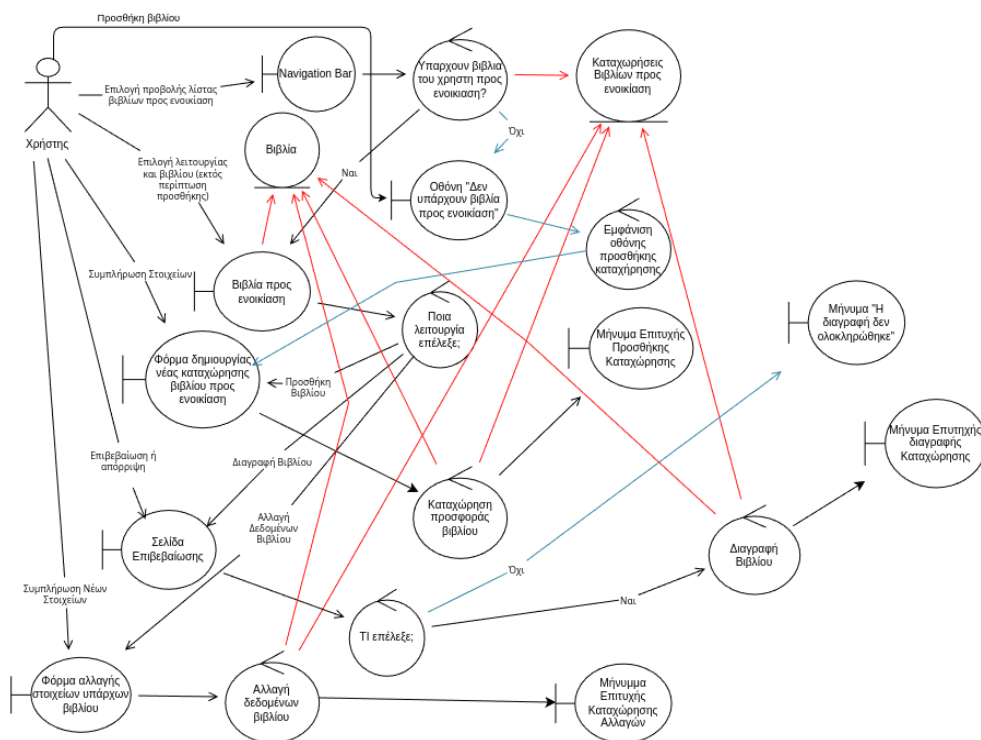 Προσθήκη βιβλίου
Χρήστης
Επιλογή προβολής λίστας
βιβλίων προς ενοικίαση
Navigation Bar
Υπαρχουν βιβλια
του χρηστη προς
ενοικιαση?
Καταχωρήσεις
Βιβλίων προς
ενοικίαση
Όχι
Βιβλία
Ναι
Επιλογή λειτουργίας
και βιβλίου (εκτός
περίπτωση
προσθήκης)
Οθόνη "Δεν
υπάρχουν βιβλία
προς ενοικίαση"
Εμφάνιση
οθόνης
προσθήκης
καταχήρησης
Συμπλήρωση Στοιχείων
Βιβλία προς
ενοικίαση
Ποια
λειτουργία
επέλεξε;
Μήνυμα Επιτυχής
Προσθήκης
Καταχώρησης
Μήνυμα "Η
διαγραφή δεν
ολοκληρώθηκε"
Φόρμα δημιουργίας
νέας καταχώρησης
βιβλίου προς
ενοικίαση
Προσθήκη
Βιβλίου
Επιβεβαίωση ή
απόρριψη
Διαγραφή Βιβλίου
Μήνυμα Επυτηχής
διαγραφής
Καταχώρησης
Αλλαγή
Δεδομένων
Βιβλίου
Καταχώρηση
προσφοράς
βιβλίου
Σελίδα
Επιβεβαίωσης
Διαγραφή
Βιβλίου
Όχι
Συμπλήρωση Νέων
Στοιχείων
Ναι
ΤΙ επέλεξε;
Φόρμα αλλαγής
στοιχείων υπάρχων
βιβλίου
Αλλαγή
δεδομένων
βιβλίου
Μήνυμμα
Επιτυχής
Καταχώρησης
Αλλαγών